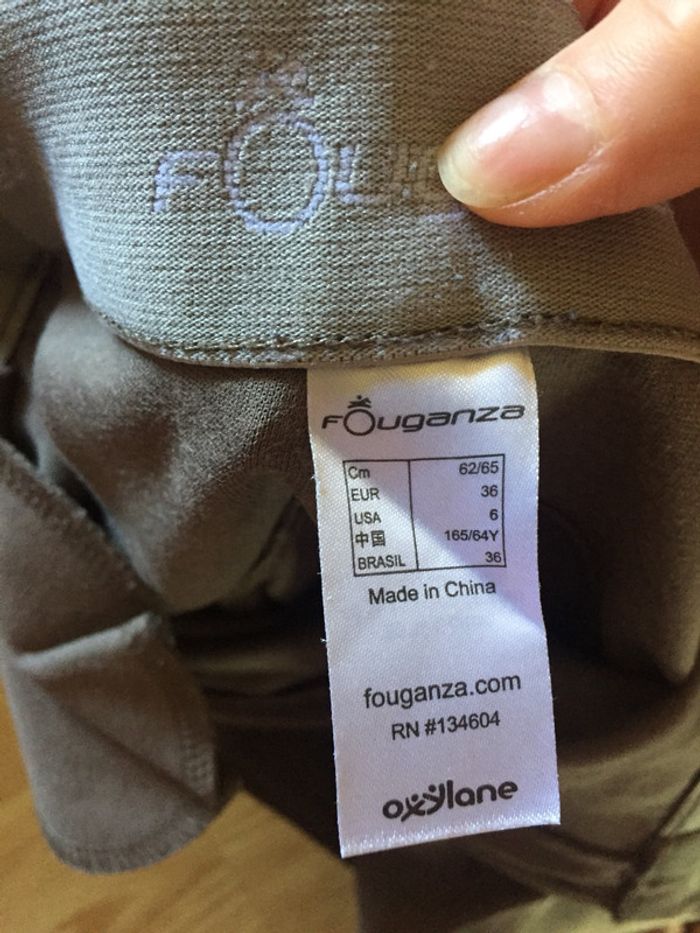 FOU
FOUGANZA
Cm 62/65
EUR 36
USA 6
中国 165/64Y
BRASIL 36
Made in China
fouganza.com
RN #134604
oxylane